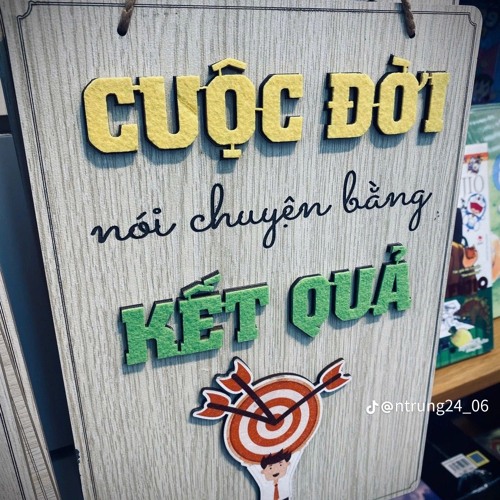 CUỘC ĐỜI
nói chuyện bằng
KẾT QUẢ
@ntrung24_06